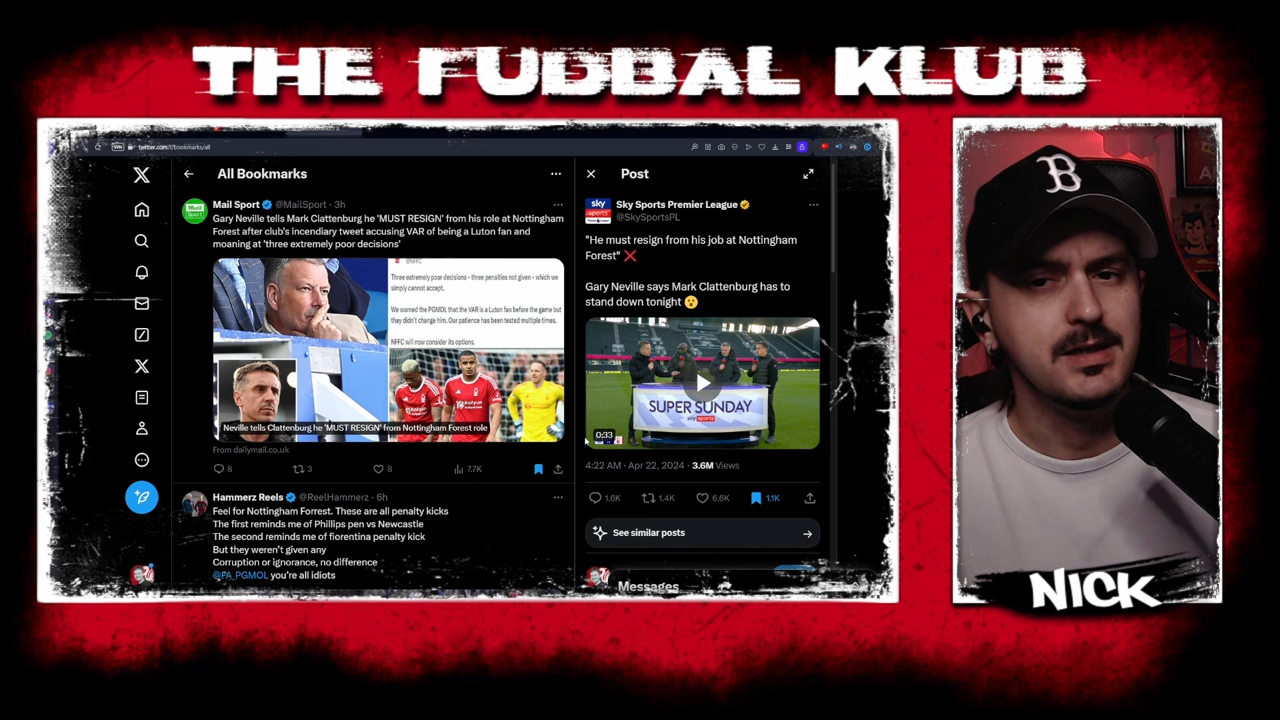 THE FUDBAL KLUB
twitter.com/i/bookmarks/all
All Bookmarks
Mail Sport @MailSport · 3h
Gary Neville tells Mark Clattenburg he 'MUST RESIGN' from his role at Nottingham
Forest after club's incendiary tweet accusing VAR of being a Luton fan and
moaning at 'three extremely poor decisions'
@NFFC
Three extremely poor decisions - three penalties not given - which we
simply cannot accept.
We warned the PGMOL that the VAR is a Luton fan before the game but
they didn't change him. Our patience has been tested multiple times.
NFFC will now consider its options.
Neville tells Clattenburg he 'MUST RESIGN' from Nottingham Forest role
From dailymail.co.uk
8
3
8
7.7K
Hammerz Reels @ReelHammerz · 6h
Feel for Nottingham Forrest. These are all penalty kicks
The first reminds me of Phillips pen vs Newcastle
The second reminds me of fiorentina penalty kick
But they weren't given any
Corruption or ignorance, no difference
@FA_PGMOL you're all idiots
Post
sky
sports
Sky Sports Premier League
@SkySportsPL
"He must resign from his job at Nottingham
Forest" ❌
Gary Neville says Mark Clattenburg has to
stand down tonight 😮
SUPER SUNDAY
sky sports
0:33
4:22 AM · Apr 22, 2024 · 3.6M Views
1.6K
1.4K
6.6K
1.1K
See similar posts
Messages
B
NICK